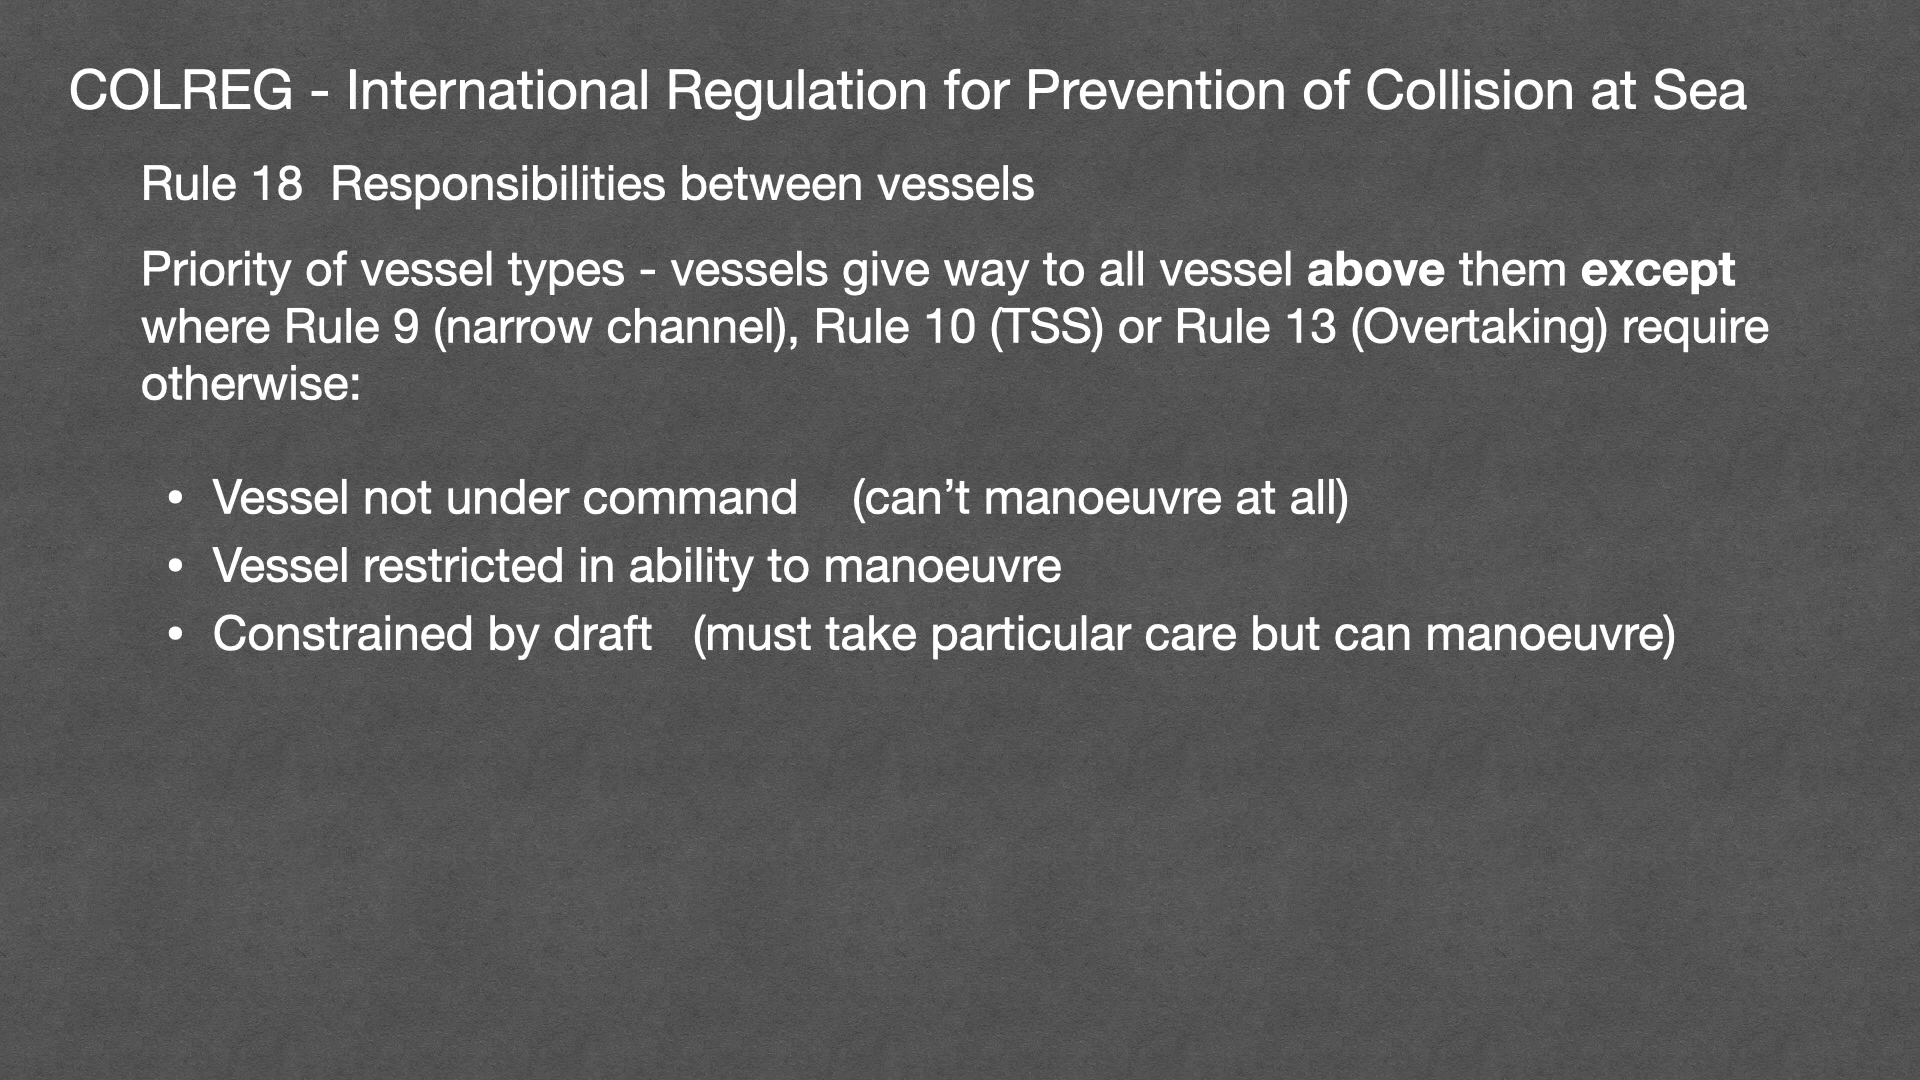 COLREG - International Regulation for Prevention of Collision at Sea
Rule 18  Responsibilities between vessels
Priority of vessel types - vessels give way to all vessel above them except
where Rule 9 (narrow channel), Rule 10 (TSS) or Rule 13 (Overtaking) require
otherwise:
• Vessel not under command    (can’t manoeuvre at all)
• Vessel restricted in ability to manoeuvre
• Constrained by draft   (must take particular care but can manoeuvre)